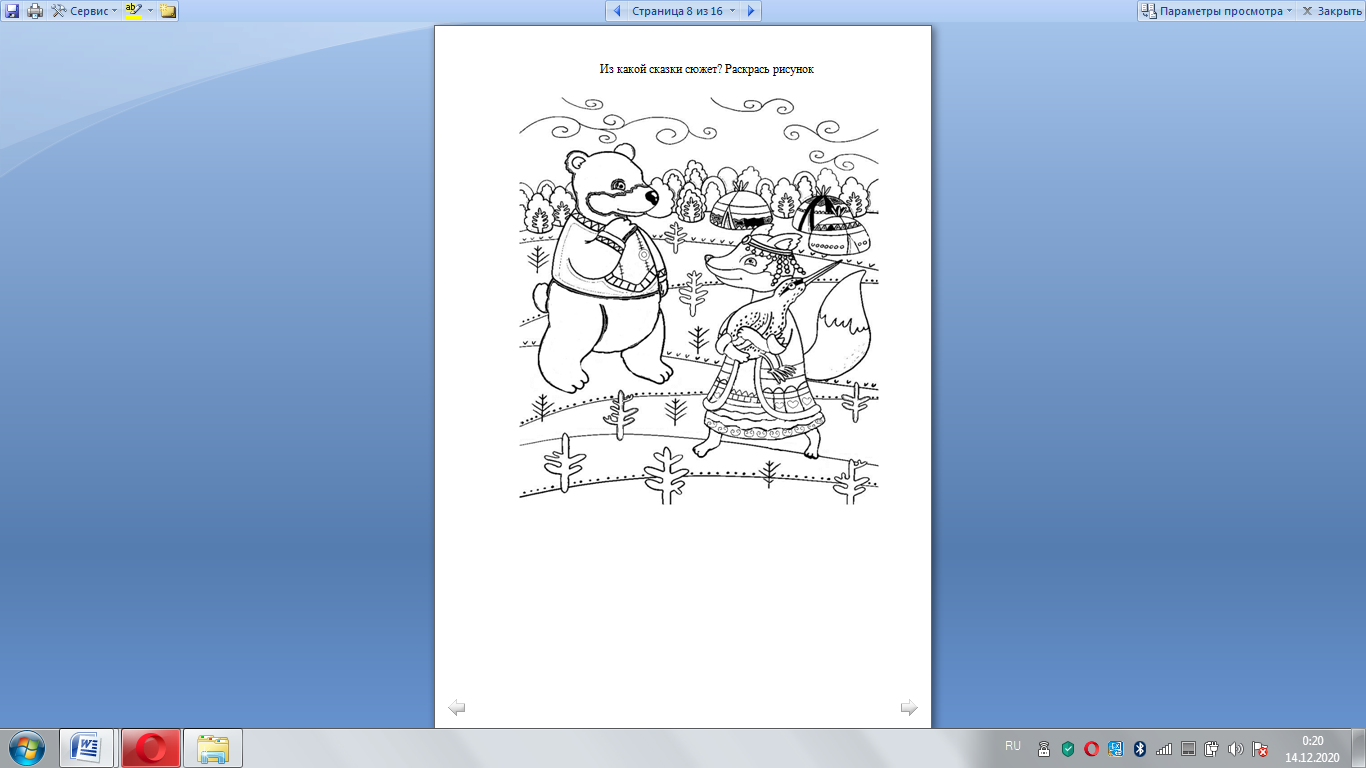 Сервис
ab
Страница 8 из 16
Параметры просмотра
Закрыть
Из какой сказки сюжет? Раскрась рисунок
RU
0:20
14.12.2020